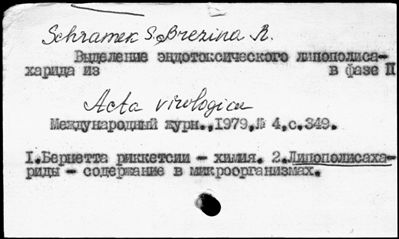 Schramek S. Brezina R.
Выделение эндотоксического липополиса-
харида из в фазе II
Acta virologica
Международный журн.,1979,№ 4,с.349.
I.Бернетта риккетсии – химия. 2.Липополисаха-
риды – содержание в микроорганизмах.